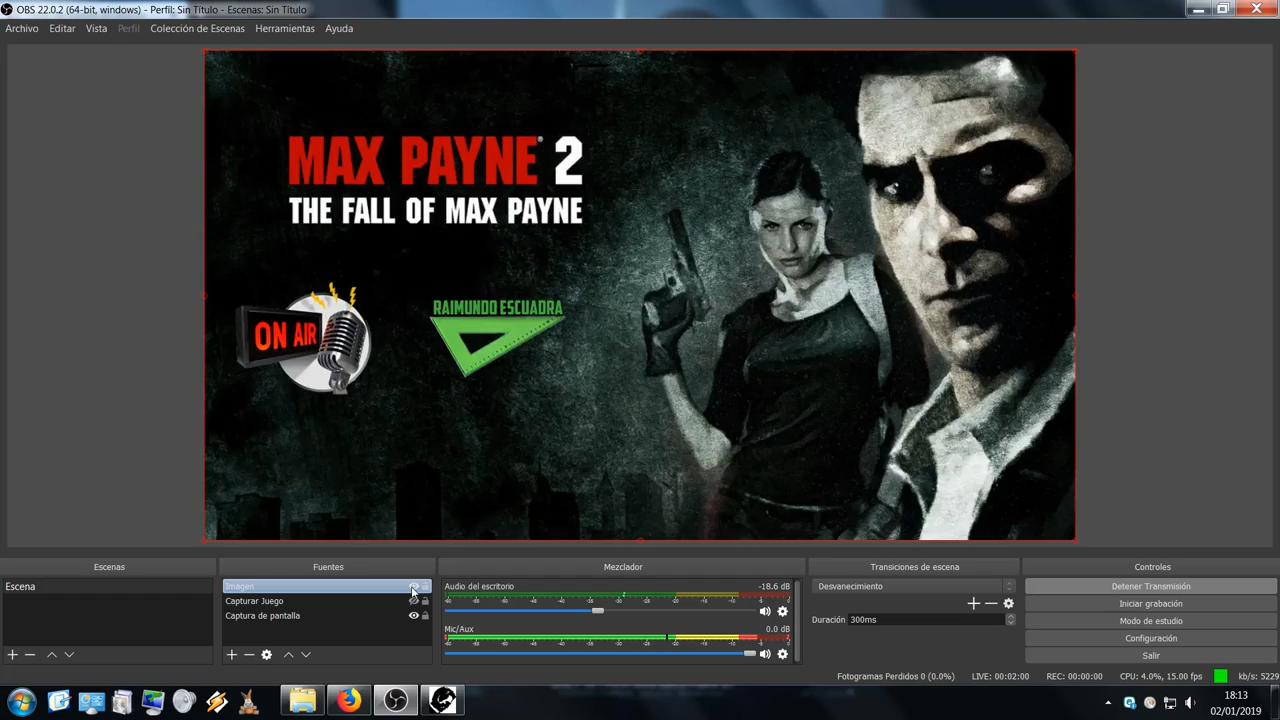 OBS 22.0.2 (64-bit, windows) - Perfil: Sin Título - Escenas: Sin Título
Archivo Editar Vista Perfil Colección de Escenas Herramientas Ayuda
MAX PAYNE® 2
THE FALL OF MAX PAYNE
ON AIR
RAIMUNDO ESCUADRA
Escenas Fuentes Mezclador Transiciones de escena Controles
Escena
Imagen
Capturar Juego
Captura de pantalla
Audio del escritorio -18.6 dB
Mic/Aux 0.0 dB
Desvanecimiento
Duración 300ms
Detener Transmisión
Iniciar grabación
Modo de estudio
Configuración
Salir
Fotogramas Perdidos 0 (0.0%) LIVE: 00:02:00 REC: 00:00:00 CPU: 4.0%, 15.00 fps kb/s: 5229
18:13
02/01/2019